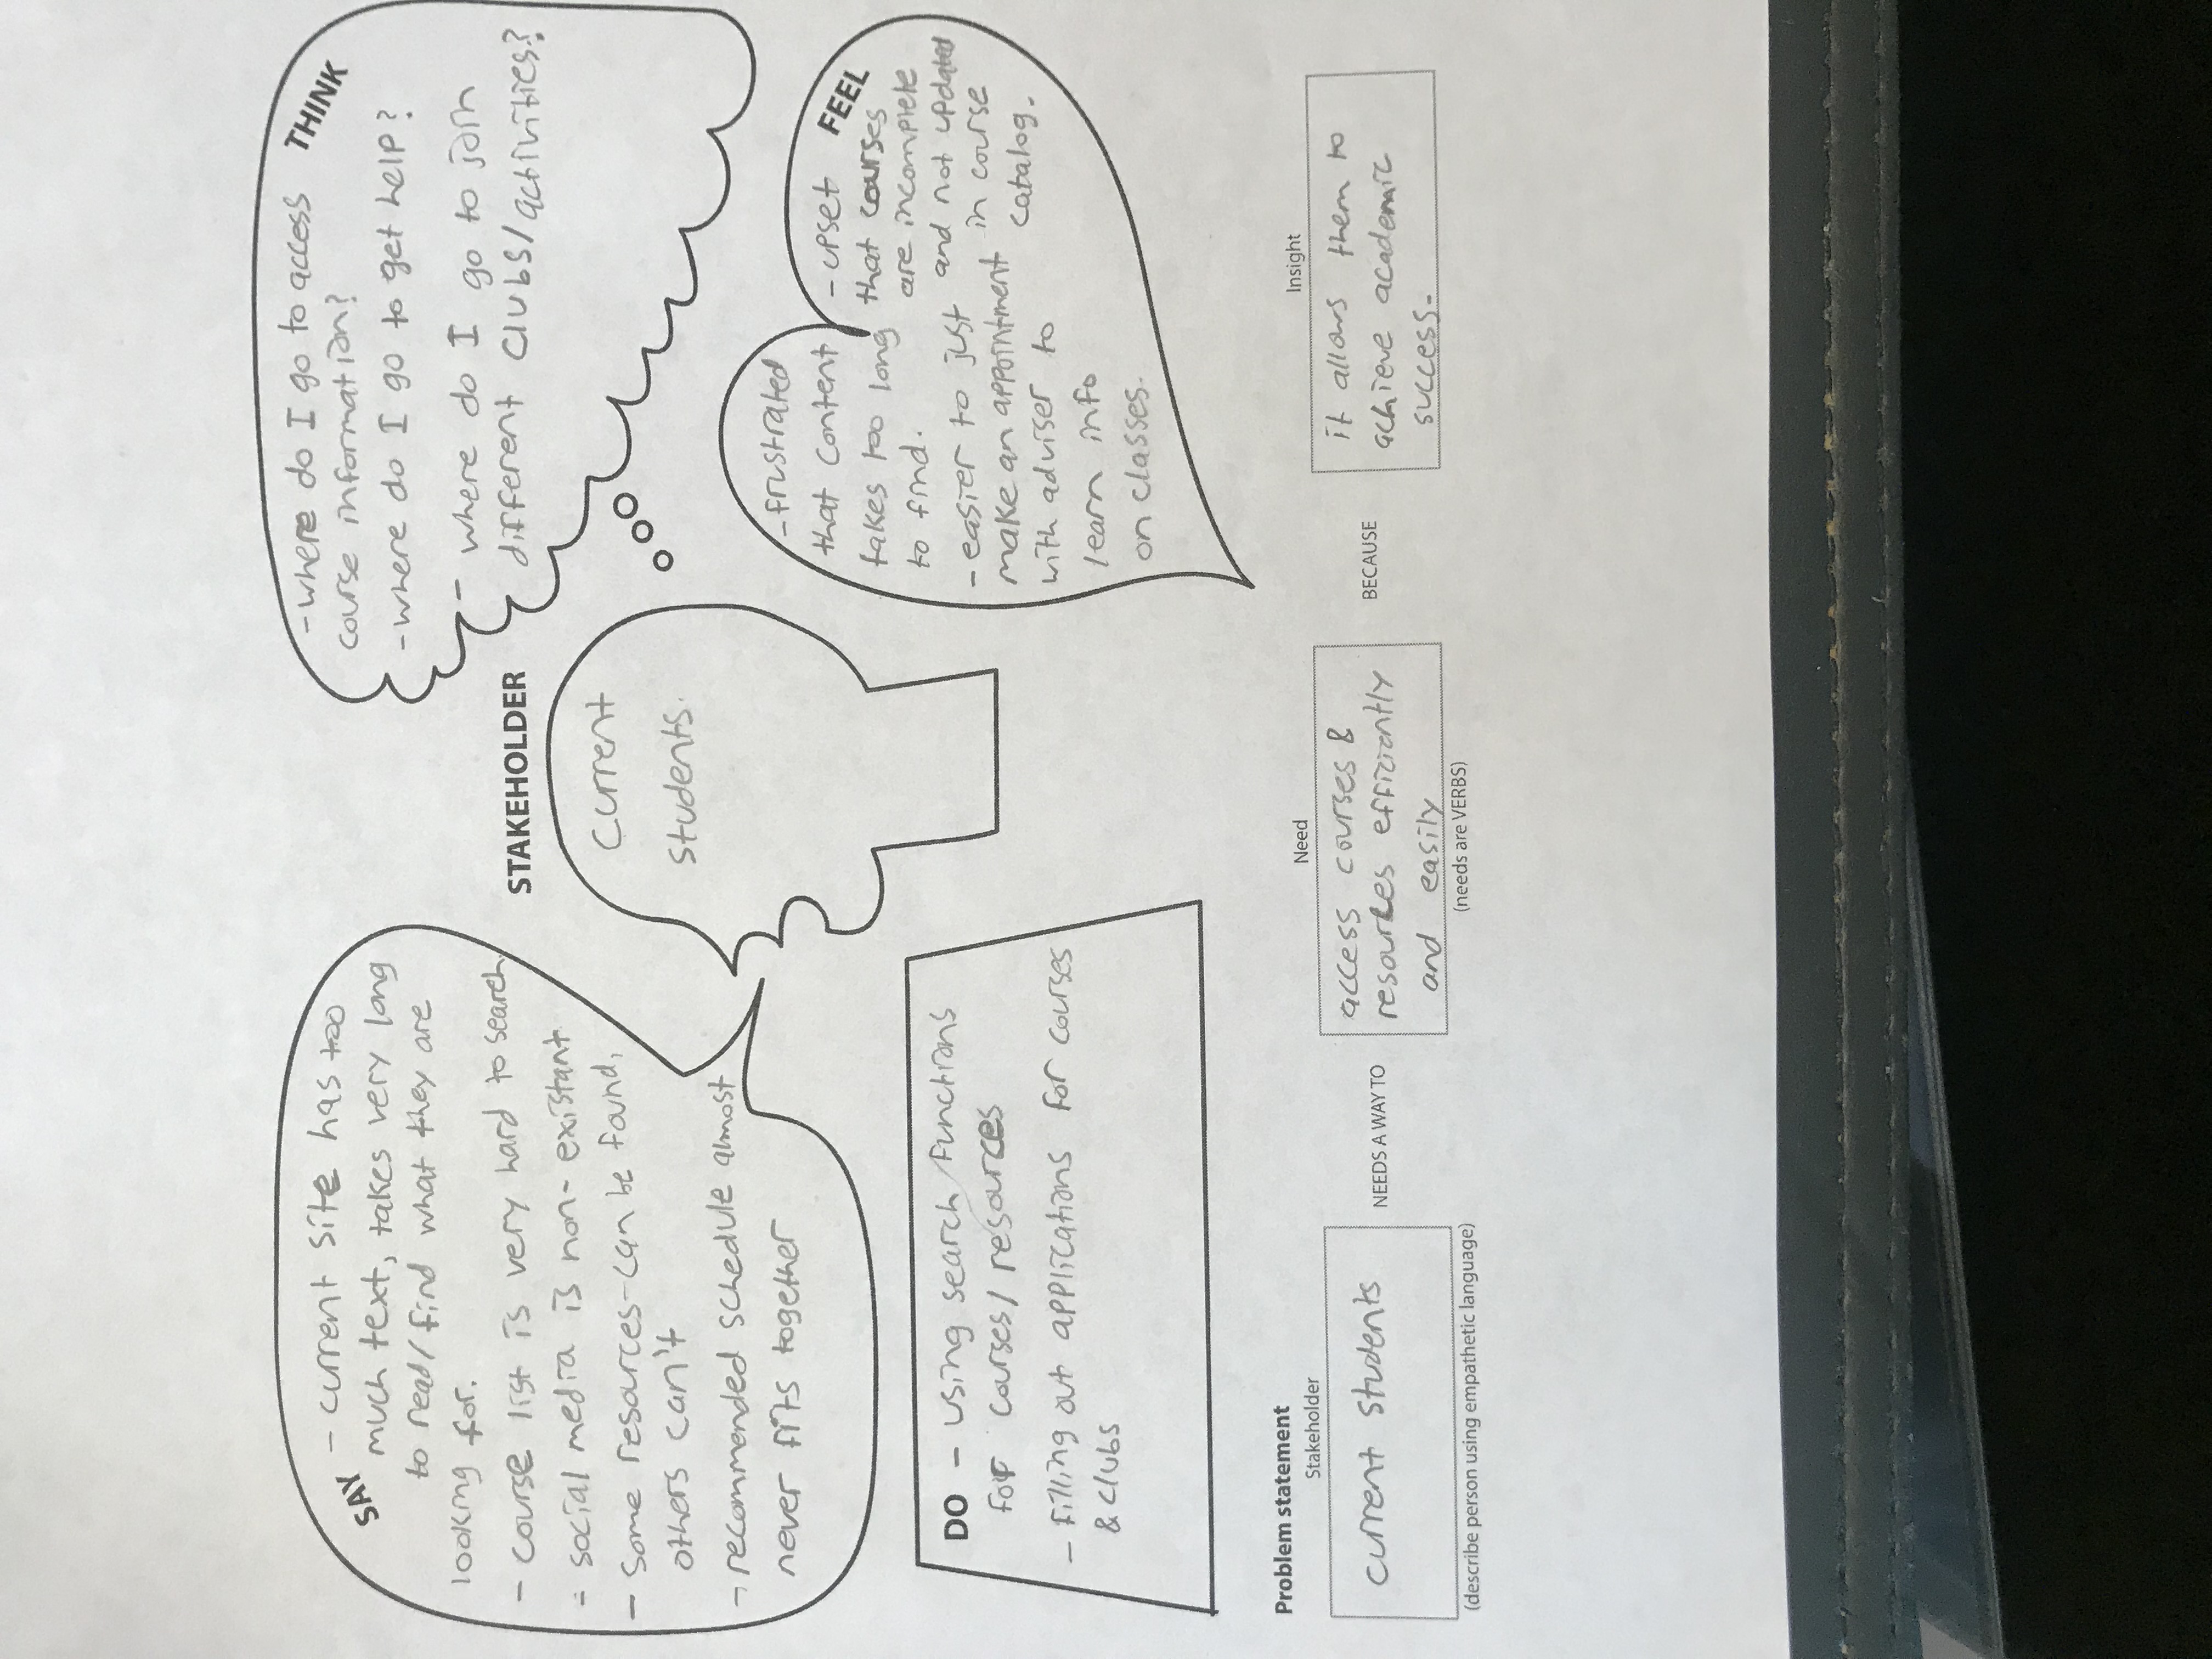 SAY
- current site has too
much text, takes very long
to read/find what they are
looking for.
- course list is very hard to search
- social media is non-existant
- Some resources-can be found,
others can't
- recommended schedule almost
never fits together
STAKEHOLDER
Current
students.
THINK
- where do I go to access
course information?
- where do I go to get help?
- where do I go to join
different clubs/activities?
DO - using search functions
for courses/resources
- filling out applications for courses
& clubs
FEEL
- frustrated
that content
takes too long
to find.
- easier to just
make an appointment
with adviser to
learn info
on classes.
- upset
that courses
are incomplete
and not updated
in course
catalog.
Problem statement
Stakeholder
current students
(describe person using empathetic language)
NEEDS A WAY TO
Need
access courses &
resources efficiently
and easily
(needs are VERBS)
BECAUSE
Insight
it allows them to
achieve academic
success.